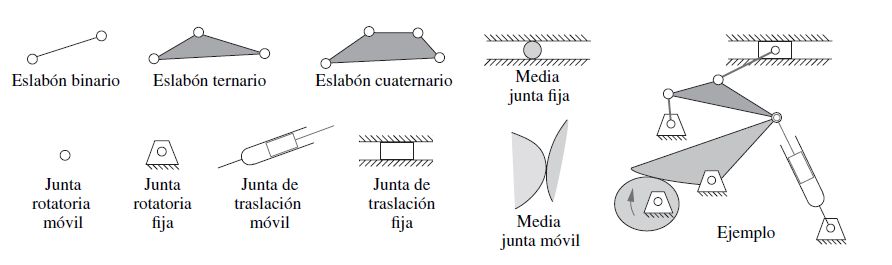 Eslabón binario
Eslabón ternario
Eslabón cuaternario
Media
junta fija
Junta
rotatoria
móvil
Junta
rotatoria
fija
Junta de
traslación
móvil
Junta de
traslación
fija
Media
junta móvil
Ejemplo